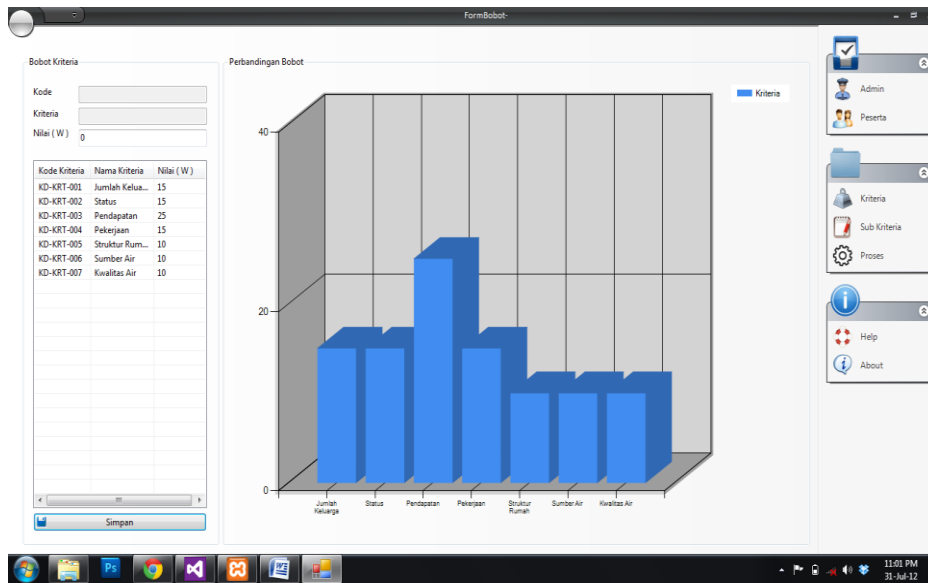 FormBobot-
Bobot Kriteria
Kode
Kriteria
Nilai ( W )
0
Kode Kriteria Nama Kriteria Nilai ( W )
KD-KRT-001 Jumlah Kelua... 15
KD-KRT-002 Status 15
KD-KRT-003 Pendapatan 25
KD-KRT-004 Pekerjaan 15
KD-KRT-005 Struktur Rum... 10
KD-KRT-006 Sumber Air 10
KD-KRT-007 Kwalitas Air 10
Simpan
Perbandingan Bobot
Kriteria
40
20
0
Jumlah Keluarga
Status
Pendapatan
Pekerjaan
Struktur Rumah
Sumber Air
Kwalitas Air
Admin
Peserta
Kriteria
Sub Kriteria
Proses
Help
About
Ps
11:01 PM
31-Jul-12